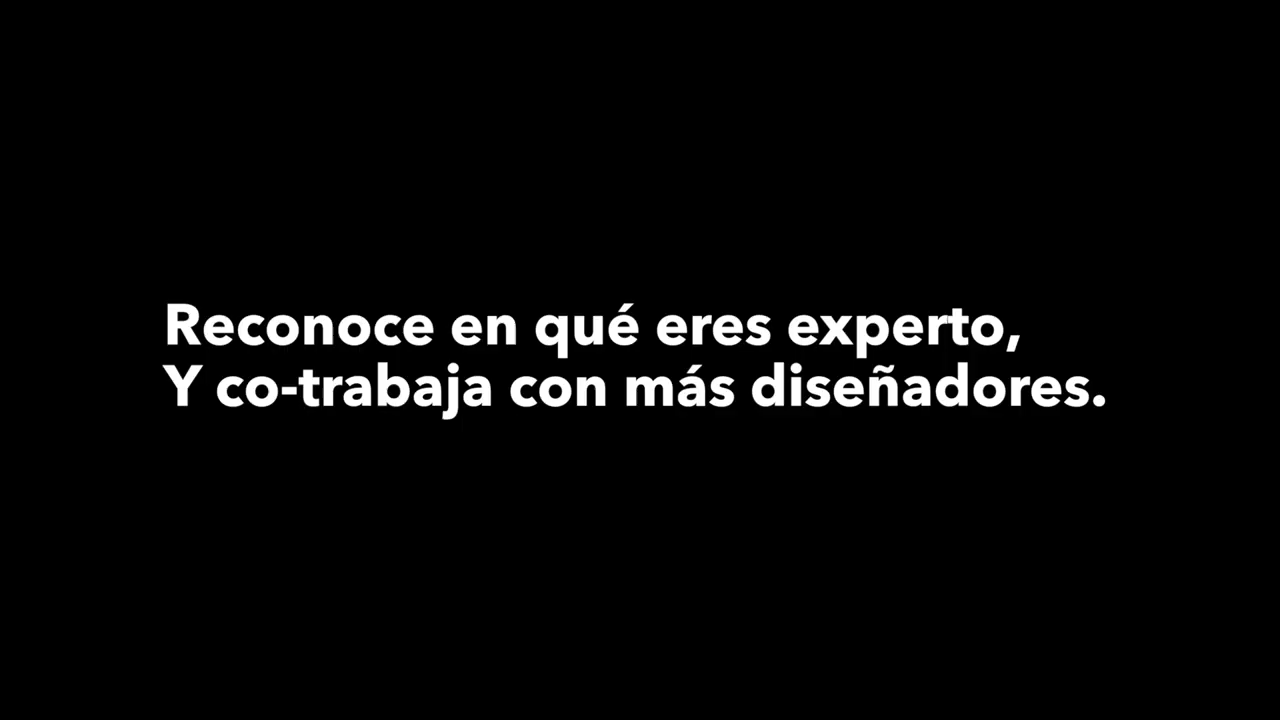 Reconoce en qué eres experto,
Y co-trabaja con más diseñadores.